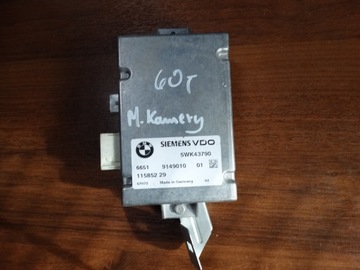 60T
M. Kamery
SIEMENS VDO
5WK43790
6651 9149010 01
115852 29
Made in Germany